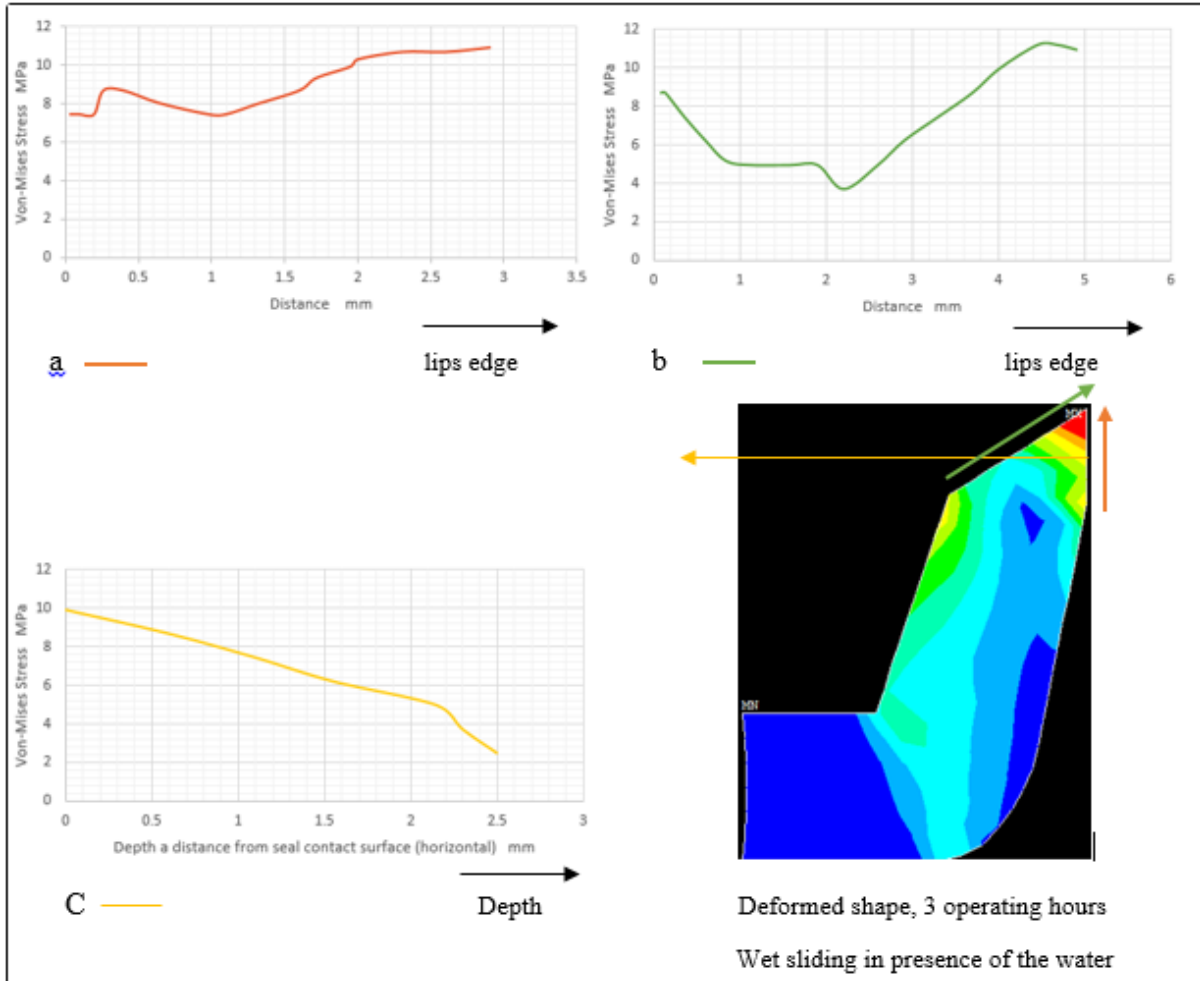 12
10
8
6
4
2
0
Von-Mises Stress MPa
0 0.5 1 1.5 2 2.5 3 3.5
Distance mm
a
lips edge
12
10
8
6
4
2
0
Von-Mises Stress MPa
0 1 2 3 4 5 6
Distance mm
b
lips edge
12
10
8
6
4
2
0
Von-Mises Stress MPa
0 0.5 1 1.5 2 2.5 3
Depth a distance from seal contact surface (horizontal) mm
C
Depth
MX
MN
Deformed shape, 3 operating hours
Wet sliding in presence of the water